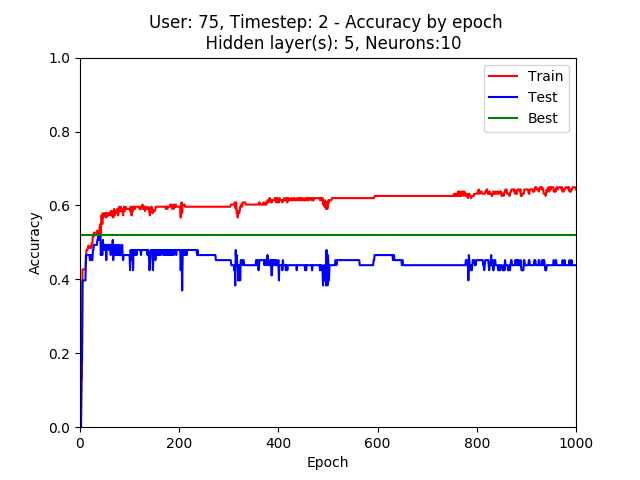 User: 75, Timestep: 2 - Accuracy by epoch
Hidden layer(s): 5, Neurons:10
Train
Test
Best
1.0
0.8
0.6
0.4
0.2
0.0
Accuracy
0 200 400 600 800 1000
Epoch